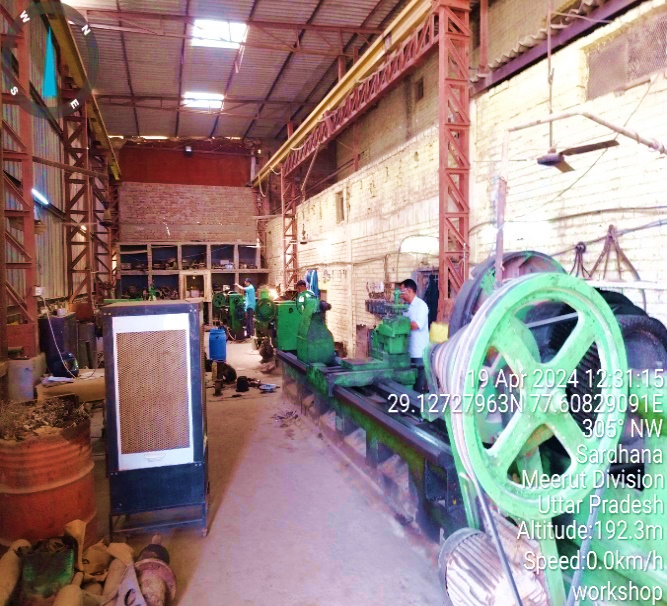 W N
S E
19 Apr 2024 12:31:15
29.12727963N 77.60829091E
305° NW
Sardhana
Meerut Division
Uttar Pradesh
Altitude:192.3m
Speed:0.0km/h
workshop